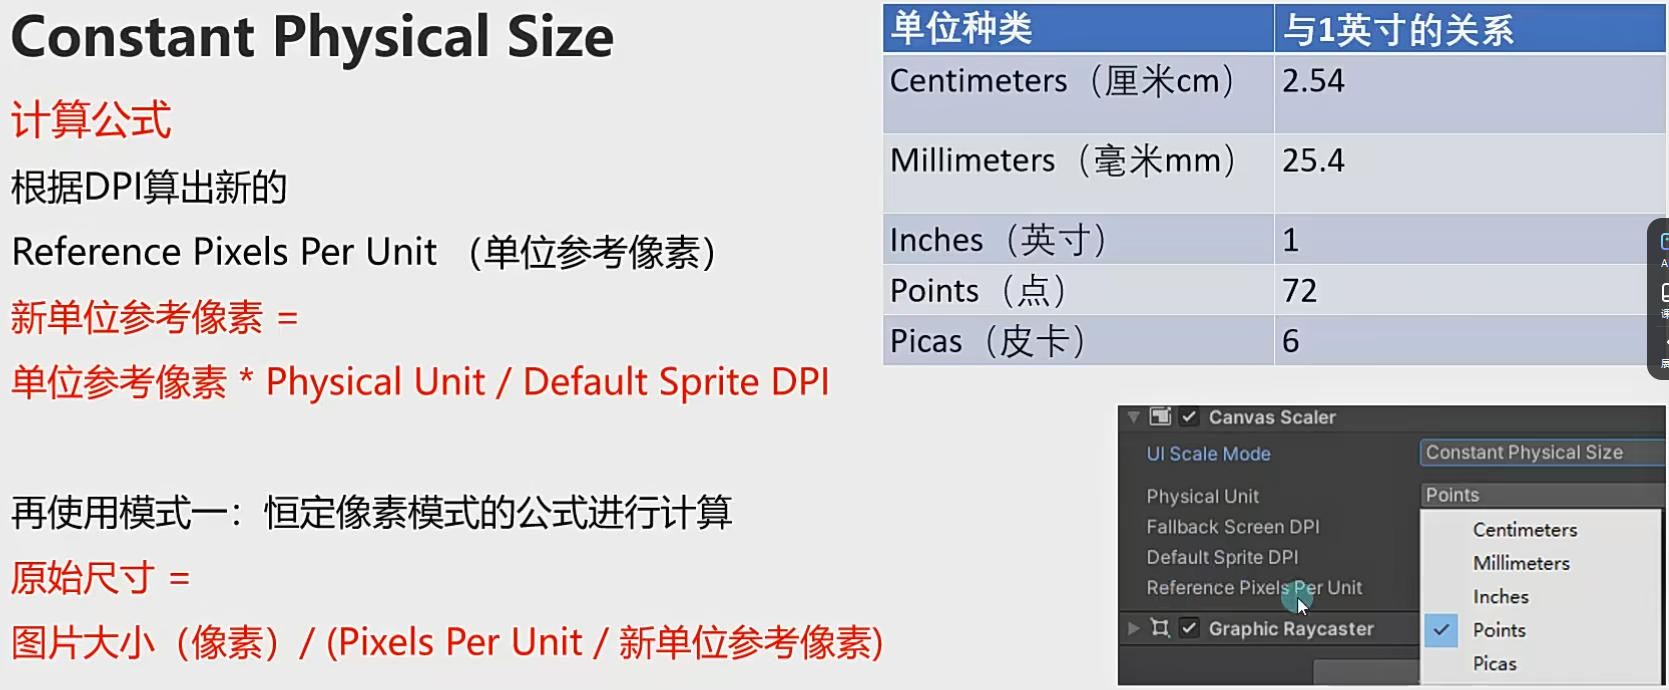 Constant Physical Size
计算公式
根据DPI算出新的
Reference Pixels Per Unit （单位参考像素）
新单位参考像素 =
单位参考像素 * Physical Unit / Default Sprite DPI
再使用模式一：恒定像素模式的公式进行计算
原始尺寸 =
图片大小（像素）/ (Pixels Per Unit / 新单位参考像素)
单位种类 与1英寸的关系
Centimeters（厘米cm） 2.54
Millimeters（毫米mm） 25.4
Inches（英寸） 1
Points（点） 72
Picas（皮卡） 6
Canvas Scaler
UI Scale Mode Constant Physical Size
Physical Unit Points
Fallback Screen DPI
Default Sprite DPI
Reference Pixels Per Unit
Graphic Raycaster
Centimeters
Millimeters
Inches
Points
Picas